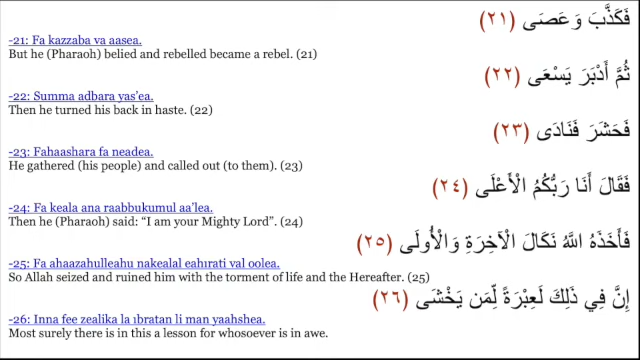 فَكَذَّبَ وَعَصَى (٢١)
-21: Fa kazzaba va aasea.
But he (Pharaoh) belied and rebelled became a rebel. (21)
ثُمَّ أَدْبَرَ يَسْعَى (٢٢)
-22: Summa adbara yas’ea.
Then he turned his back in haste. (22)
فَحَشَرَ فَنَادَى (٢٣)
-23: Fahaashara fa neadea.
He gathered (his people) and called out (to them). (23)
فَقَالَ أَنَا رَبُّكُمُ الْأَعْلَى (٢٤)
-24: Fa keala ana raabbukumul aa’lea.
Then he (Pharaoh) said: “I am your Mighty Lord”. (24)
فَأَخَذَهُ اللَّهُ نَكَالَ الْآخِرَةِ وَالْأُولَى (٢٥)
-25: Fa ahaazahulleahu nakealal eahırati val oolea.
So Allah seized and ruined him with the torment of life and the Hereafter. (25)
إِنَّ فِي ذَلِكَ لَعِبْرَةً لِّمَن يَخْشَى (٢٦)
-26: Inna fee zealika la ıbratan li man yaahshea.
Most surely there is in this a lesson for whosoever is in awe.